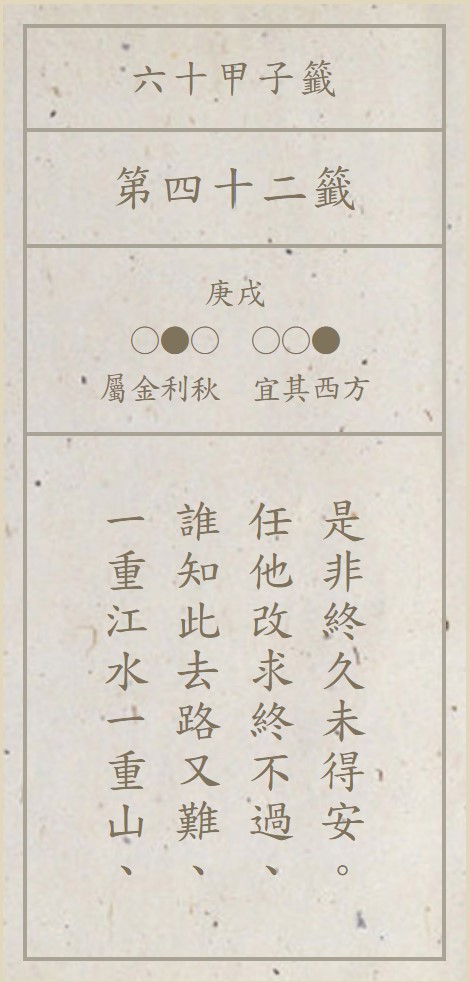 六十甲子籤
第四十二籤
庚戌
○●○ ○○●
屬金利秋 宜其西方
一重江水一重山、
誰知此去路又難、
任他改求終不過、
是非終久未得安。